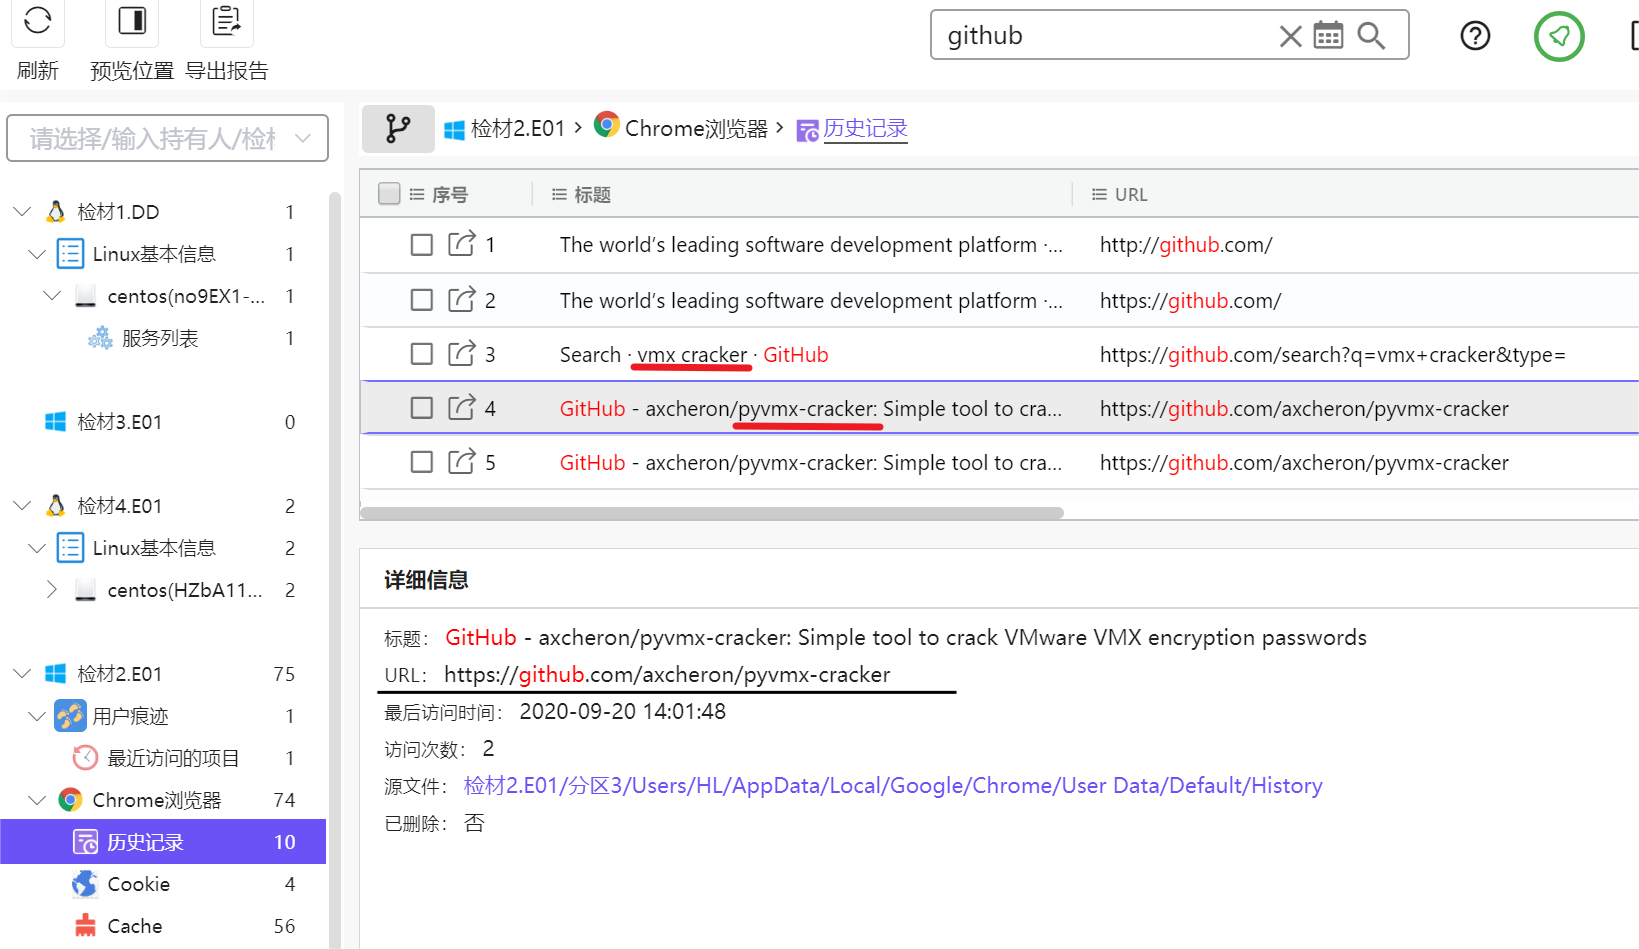 github
刷新
预览位置
导出报告
请选择/输入持有人/检材
检材1.DD 1
Linux基本信息 1
centos(no9EX1-... 1
服务列表 1
检材3.E01 0
检材4.E01 2
Linux基本信息 2
centos(HZbA11... 2
检材2.E01 75
用户痕迹 1
最近访问的项目 1
Chrome浏览器 74
历史记录 10
Cookie 4
Cache 56
检材2.E01 > Chrome浏览器 > 历史记录
序号 标题 URL
1 The world’s leading software development platform ·... http://github.com/
2 The world’s leading software development platform ·... https://github.com/
3 Search · vmx cracker · GitHub https://github.com/search?q=vmx+cracker&type=
4 GitHub - axcheron/pyvmx-cracker: Simple tool to cra... https://github.com/axcheron/pyvmx-cracker
5 GitHub - axcheron/pyvmx-cracker: Simple tool to cra... https://github.com/axcheron/pyvmx-cracker
详细信息
标题： GitHub - axcheron/pyvmx-cracker: Simple tool to crack VMware VMX encryption passwords
URL： https://github.com/axcheron/pyvmx-cracker
最后访问时间： 2020-09-20 14:01:48
访问次数： 2
源文件： 检材2.E01/分区3/Users/HL/AppData/Local/Google/Chrome/User Data/Default/History
已删除： 否